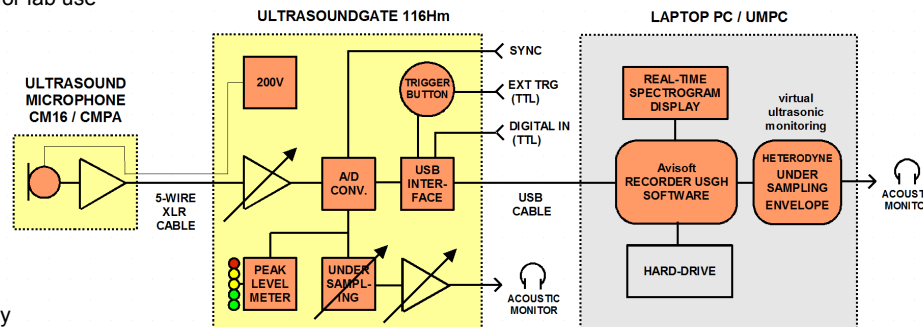 or lab use
ULTRASOUNDGATE 116Hm
LAPTOP PC / UMPC
ULTRASOUND
MICROPHONE
CM16 / CMPA
200V
TRIGGER
BUTTON
SYNC
EXT TRG
(TTL)
DIGITAL IN
(TTL)
REAL-TIME
SPECTROGRAM
DISPLAY
virtual
ultrasonic
monitoring
5-WIRE
XLR
CABLE
A/D
CONV.
USB
INTER-
FACE
USB
CABLE
Avisoft
RECORDER USGH
SOFTWARE
HETERODYNE
UNDER
SAMPLING
ENVELOPE
ACOUST
MONITO
PEAK
LEVEL
METER
UNDER
SAMPL-
ING
ACOUSTIC
MONITOR
HARD-DRIVE
y